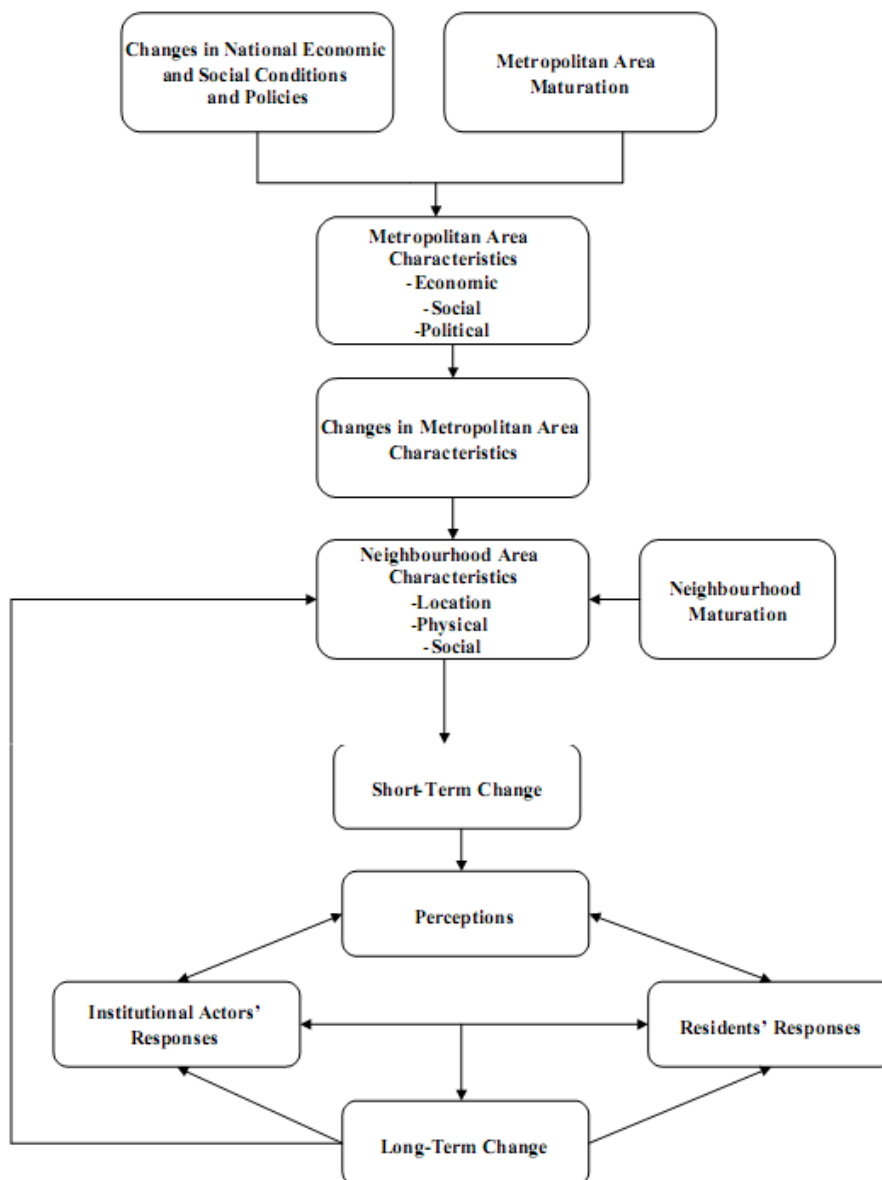 Changes in National Economic
and Social Conditions
and Policies
Metropolitan Area
Maturation
Metropolitan Area
Characteristics
-Economic
-Social
-Political
Changes in Metropolitan Area
Characteristics
Neighbourhood Area
Characteristics
-Location
-Physical
-Social
Neighbourhood
Maturation
Short-Term Change
Perceptions
Institutional Actors’
Responses
Residents’ Responses
Long-Term Change